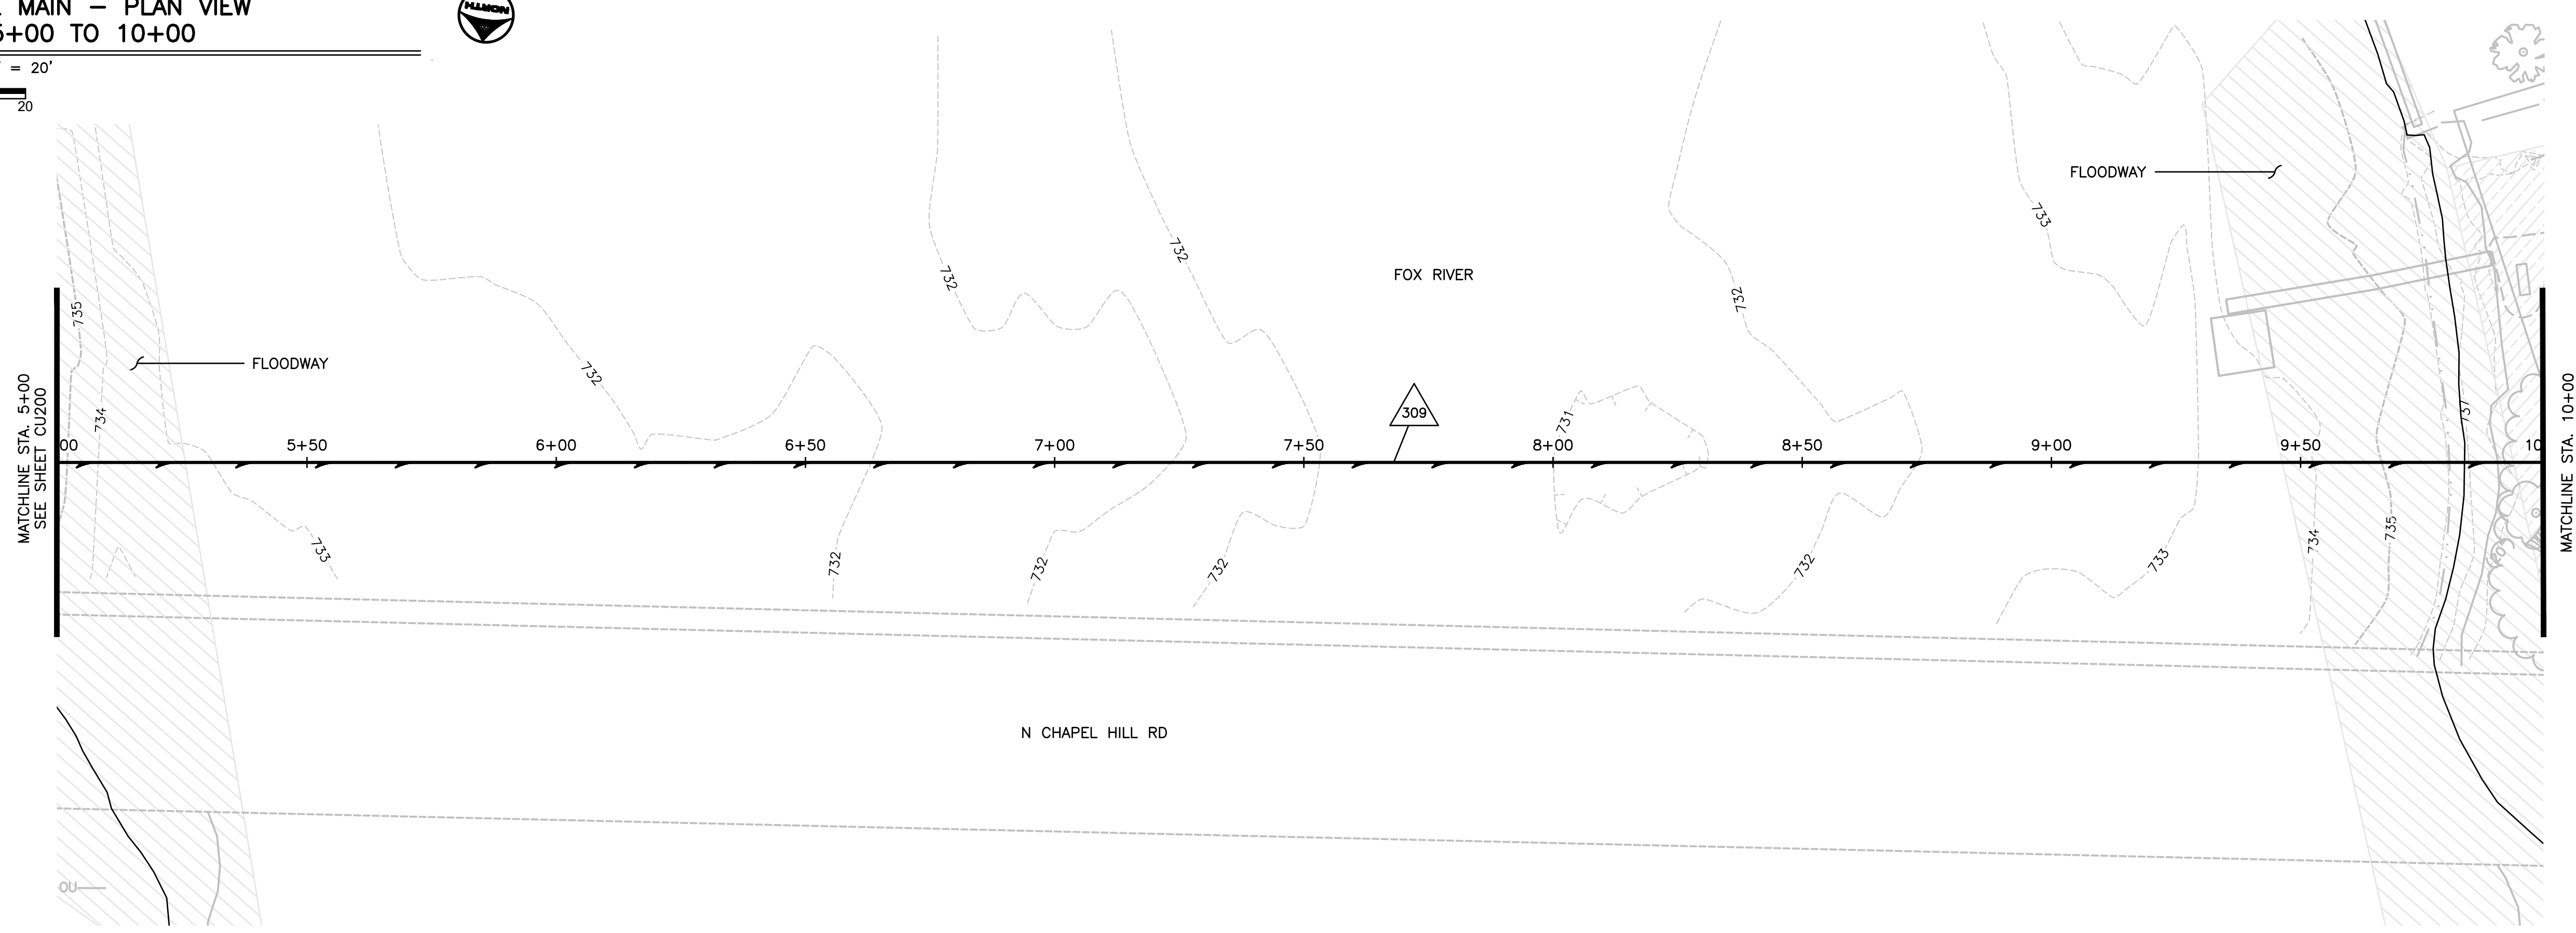 MAIN – PLAN VIEW
5+00 TO 10+00
= 20'
20
NORTH
FLOODWAY
FLOODWAY
FOX RIVER
N CHAPEL HILL RD
309
MATCHLINE STA. 5+00
SEE SHEET CU200
MATCHLINE STA. 10+00
00
5+50
6+00
6+50
7+00
7+50
8+00
8+50
9+00
9+50
10
735
734
733
732
732
732
732
732
732
731
732
732
733
733
734
735
737
OU